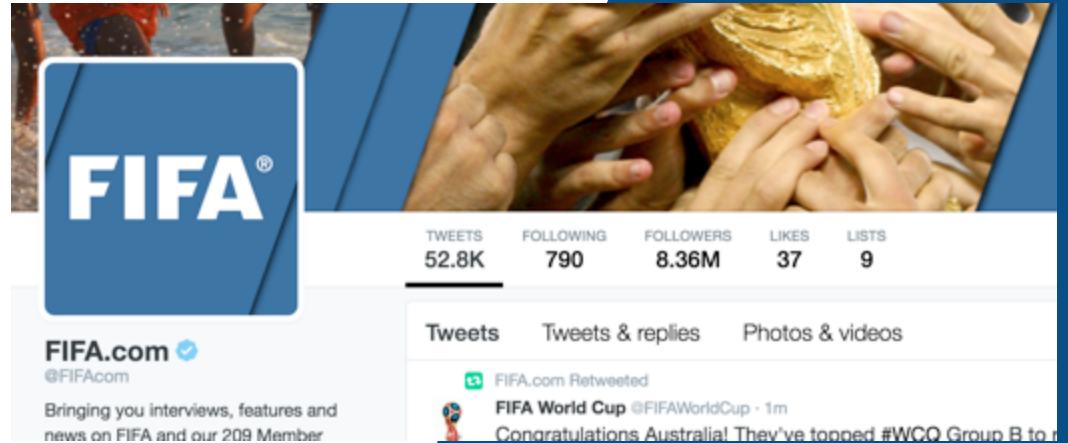 FIFA®
TWEETS FOLLOWING FOLLOWERS LIKES LISTS
52.8K 790 8.36M 37 9
FIFA.com
@FIFAcom
Bringing you interviews, features and
news on FIFA and our 209 Member
Tweets Tweets & replies Photos & videos
FIFA.com Retweeted
FIFA World Cup @FIFAWorldCup · 1m
Congratulations Australia! They've topped #WCQ Group B to